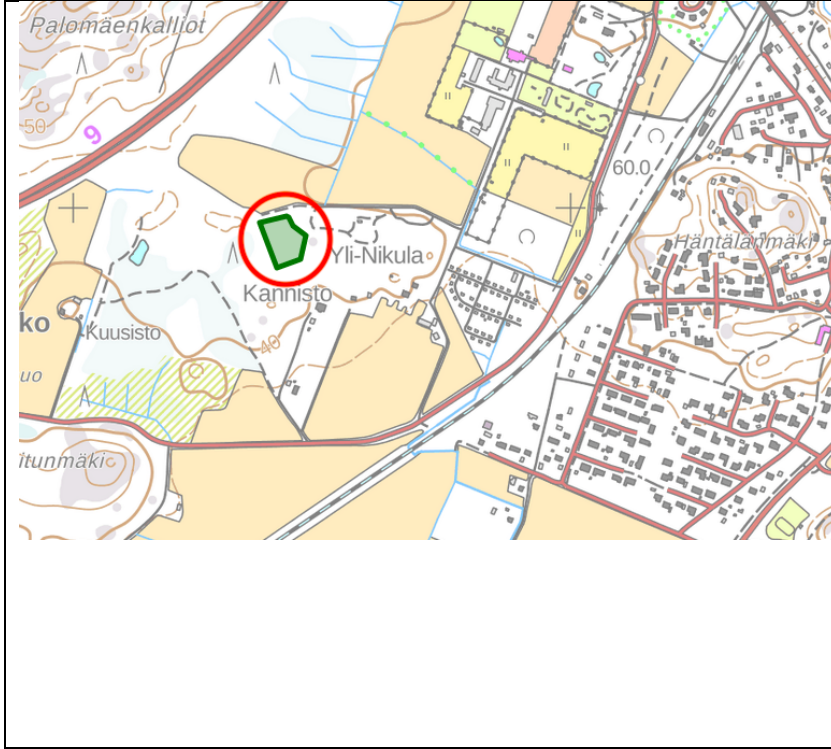 Palomäenkalliot
50
9
60.0
Häntälänmäki
Yli-Nikula
Kannisto
ko
Kuusisto
40
uo
itunmäki